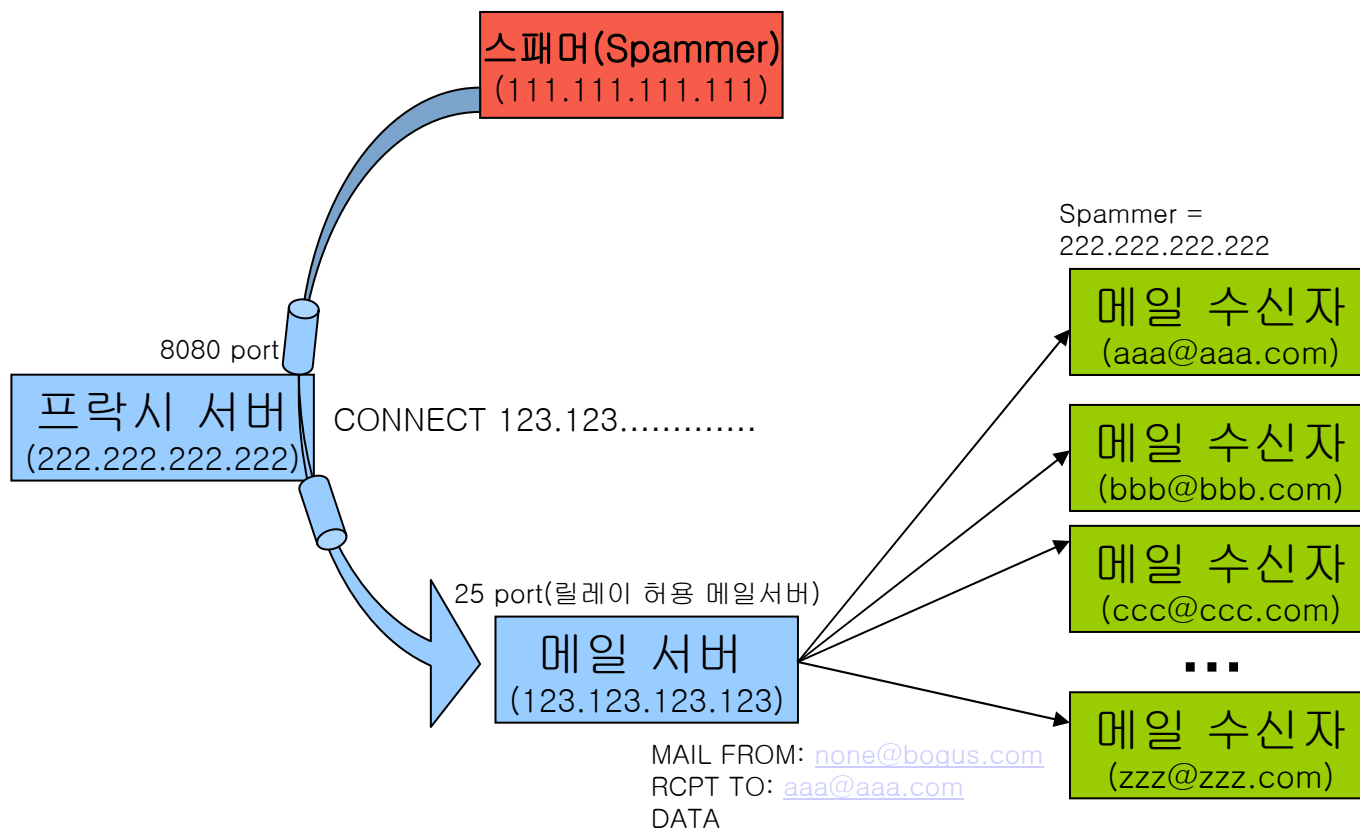 스패머(Spammer)
(111.111.111.111)
8080 port
프락시 서버
(222.222.222.222)
CONNECT 123.123.............
25 port(릴레이 허용 메일서버)
메일 서버
(123.123.123.123)
MAIL FROM: none@bogus.com
RCPT TO: aaa@aaa.com
DATA
Spammer =
222.222.222.222
메일 수신자
(aaa@aaa.com)
메일 수신자
(bbb@bbb.com)
메일 수신자
(ccc@ccc.com)
...
메일 수신자
(zzz@zzz.com)